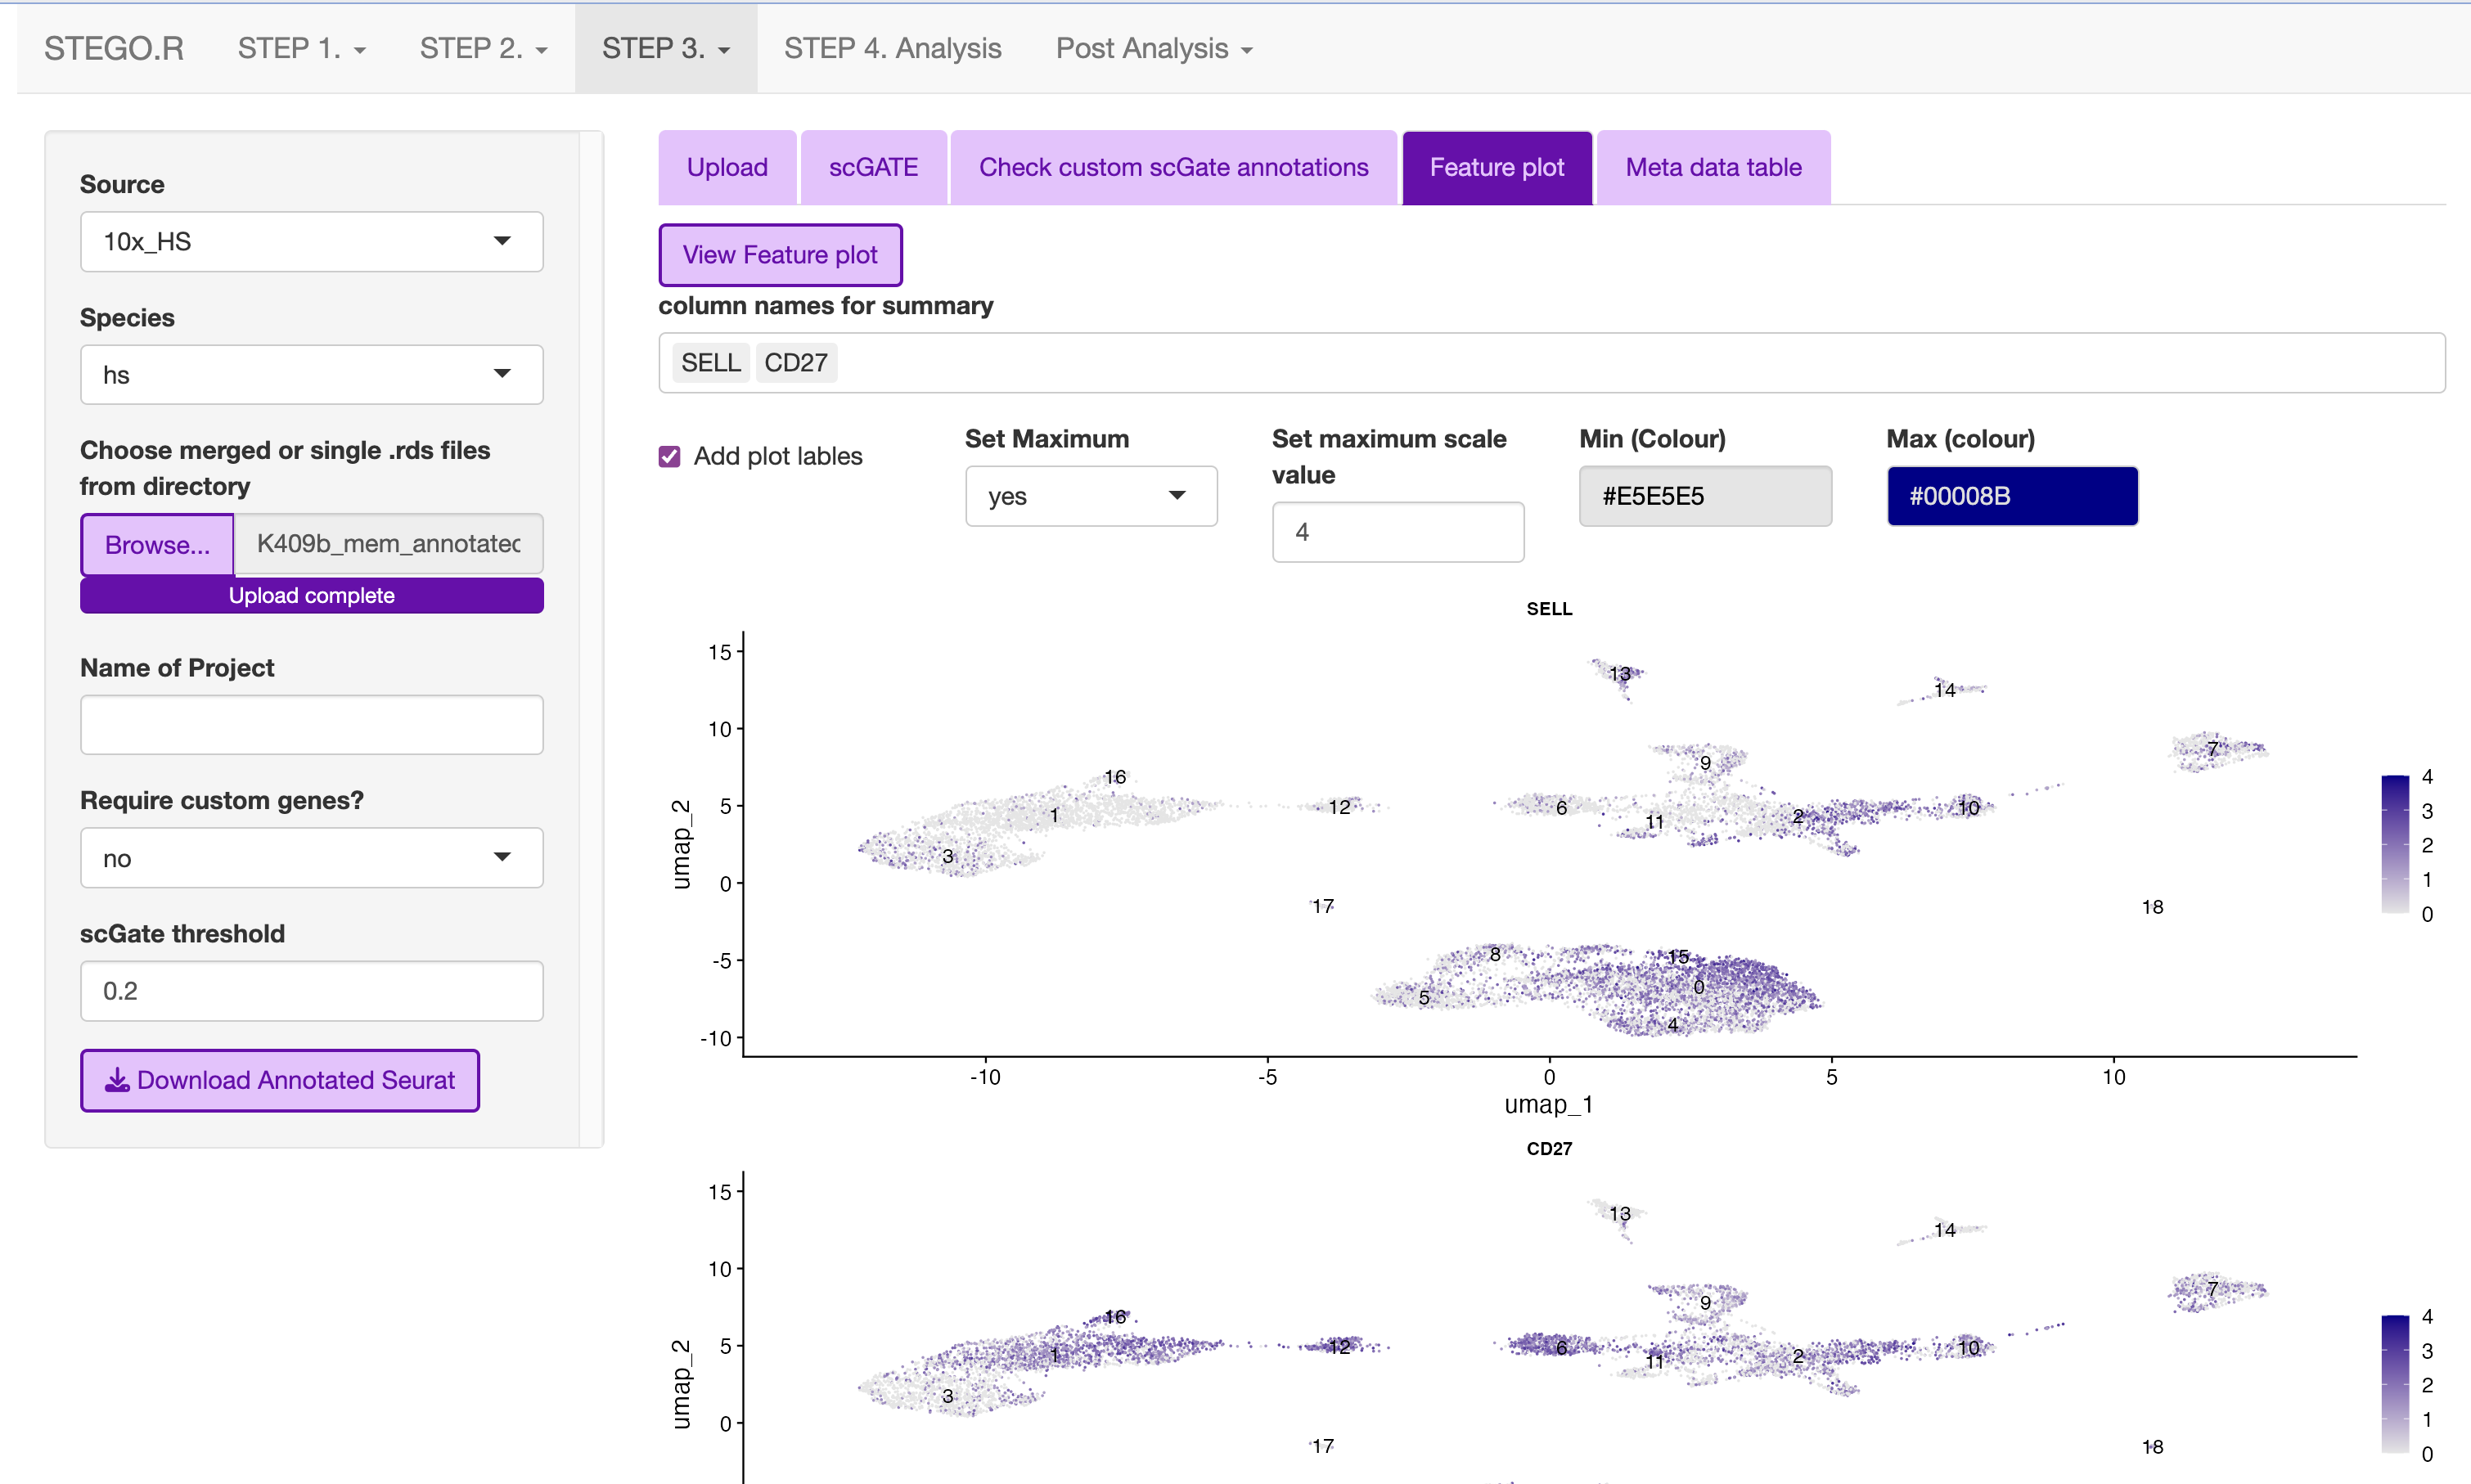 STEGO.R STEP 1. STEP 2. STEP 3. STEP 4. Analysis Post Analysis
Source
10x_HS
Species
hs
Choose merged or single .rds files
from directory
Browse... K409b_mem_annotated
Upload complete
Name of Project
Require custom genes?
no
scGate threshold
0.2
Download Annotated Seurat
Upload scGATE Check custom scGate annotations Feature plot Meta data table
View Feature plot
column names for summary
SELL CD27
Add plot lables
Set Maximum
yes
Set maximum scale
value
4
Min (Colour)
#E5E5E5
Max (colour)
#00008B
SELL
15
10
5
0
-5
-10
umap_2
13
14
7
9
16
1
12
6
11
2
10
3
17
18
8
15
5
0
4
-10 -5 0 5 10
umap_1
4
3
2
1
0
CD27
15
10
5
0
umap_2
13
14
7
9
16
1
12
6
11
2
10
3
17
18
4
3
2
1
0